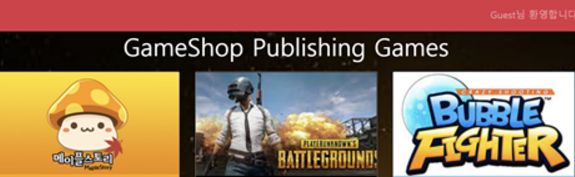 Guest님 환영합니다
GameShop Publishing Games
메이플스토리
MapleStory
PLAYERUNKNOWN'S
BATTLEGROUNDS
CRAZY SHOOTING
BUBBLE
FIGHTER
TM